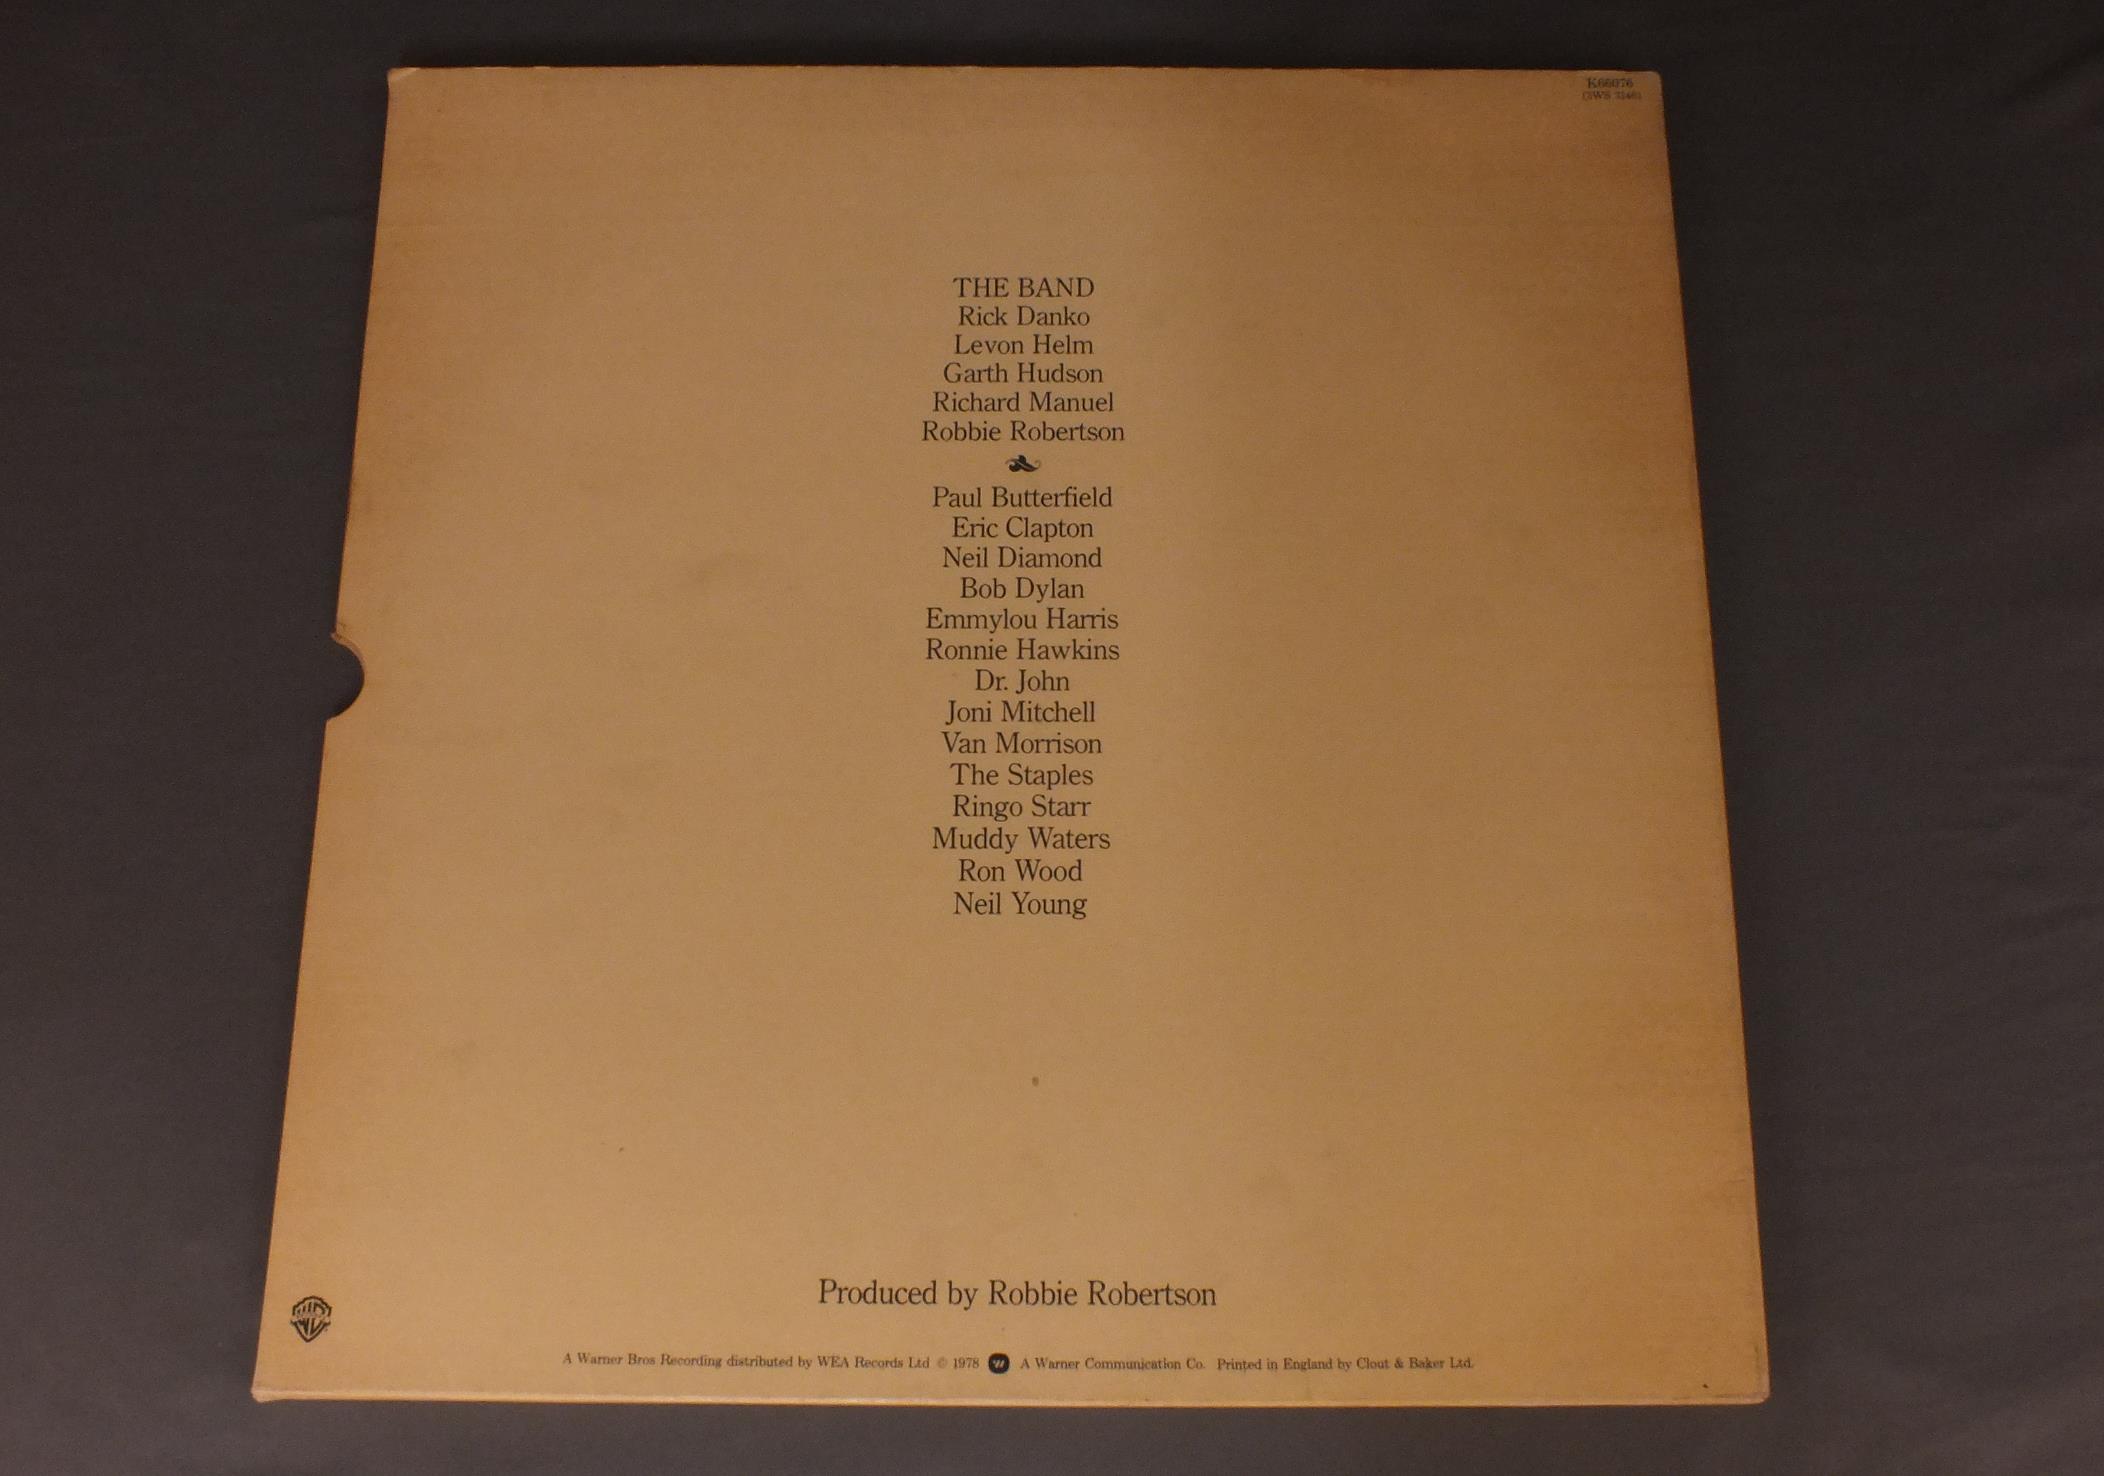 K66076
(3WS 3146)
THE BAND
Rick Danko
Levon Helm
Garth Hudson
Richard Manuel
Robbie Robertson
Paul Butterfield
Eric Clapton
Neil Diamond
Bob Dylan
Emmylou Harris
Ronnie Hawkins
Dr. John
Joni Mitchell
Van Morrison
The Staples
Ringo Starr
Muddy Waters
Ron Wood
Neil Young
Produced by Robbie Robertson
A Warner Bros Recording distributed by WEA Records Ltd © 1978 A Warner Communication Co. Printed in England by Clout & Baker Ltd.